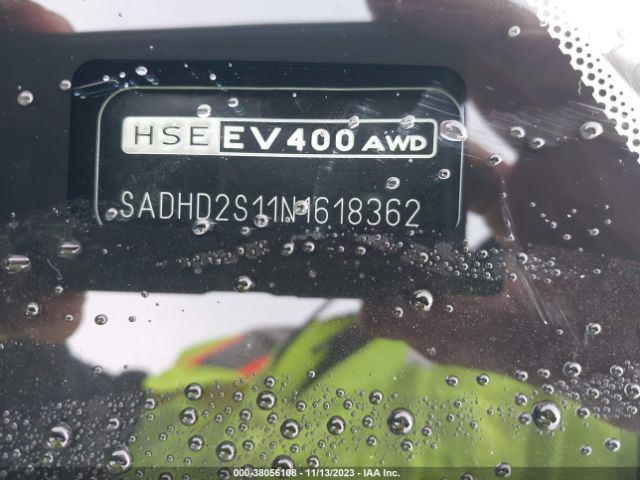 HSE EV400 AWD
SADHD2S11N1618362
000-38056108 - 11/13/2023 - IAA Inc.